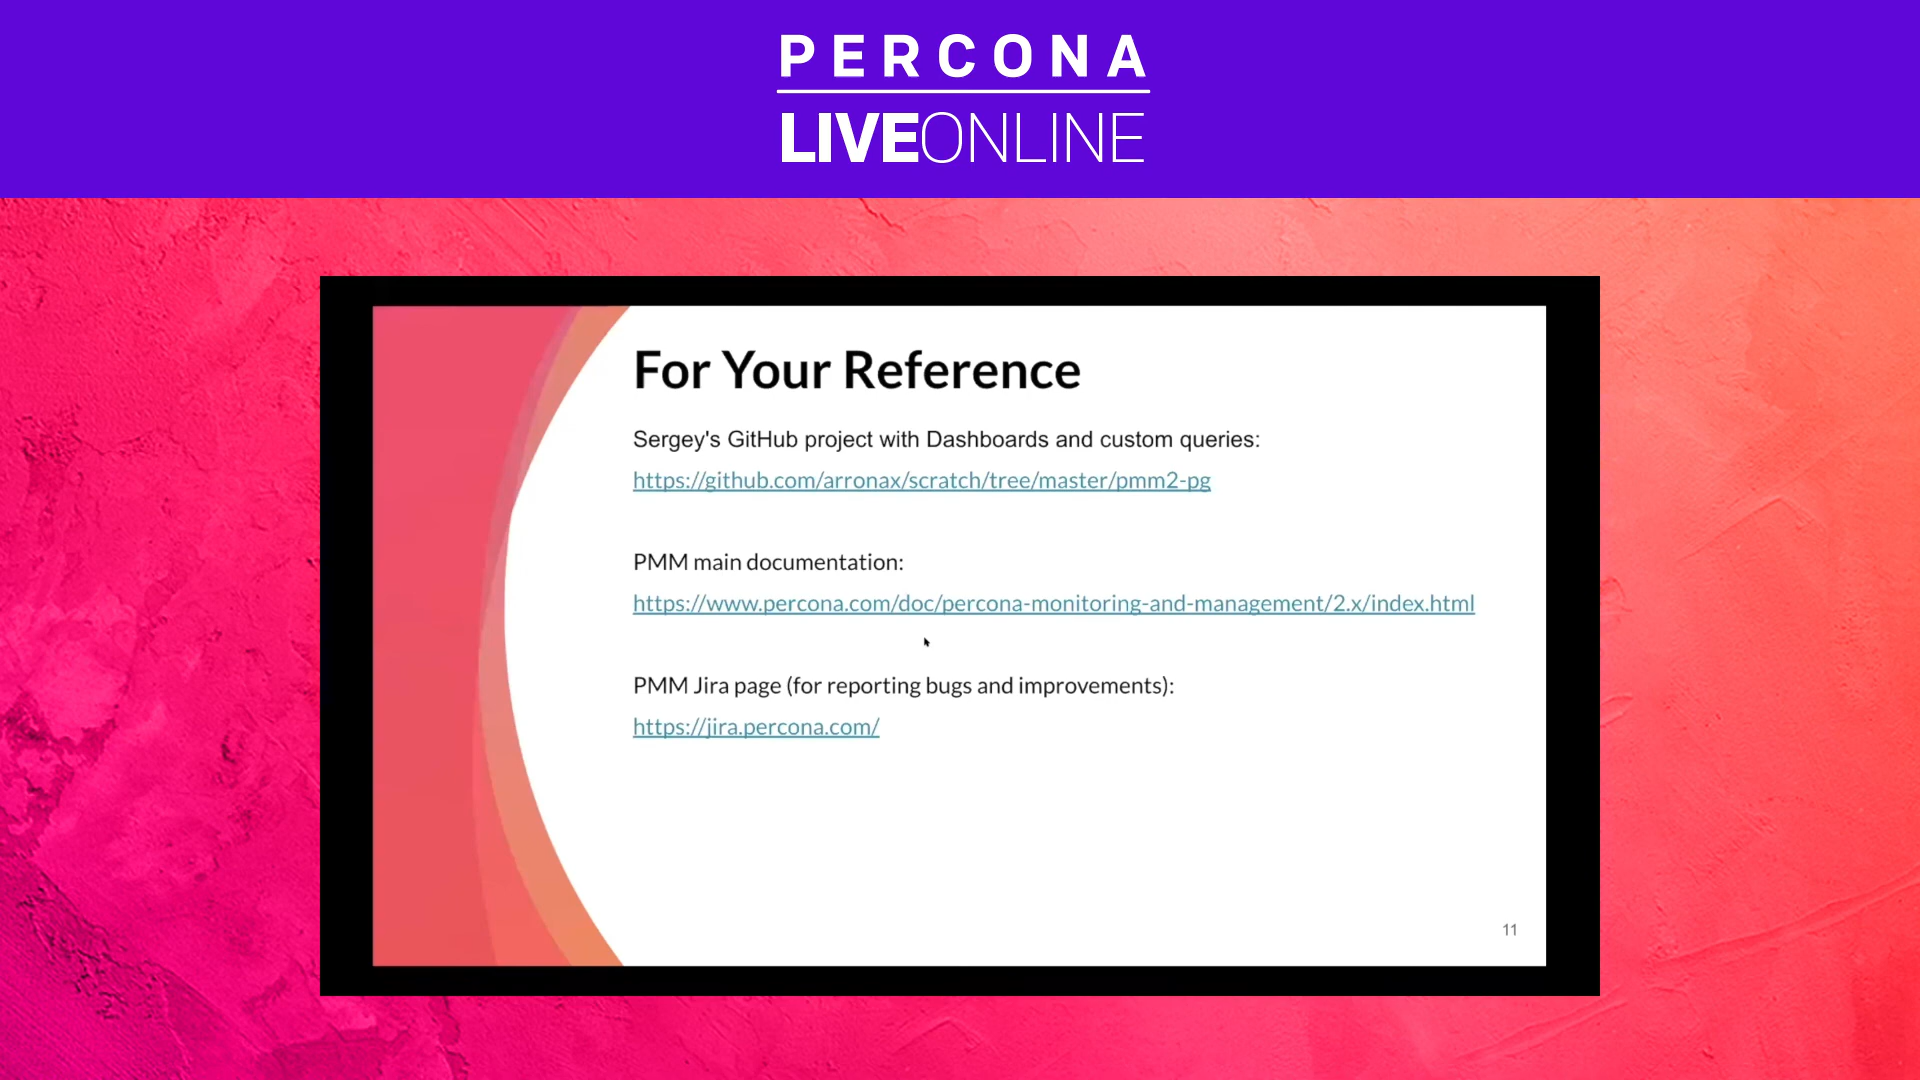 PERCONA
LIVEONLINE
For Your Reference
Sergey's GitHub project with Dashboards and custom queries:
https://github.com/arronax/scratch/tree/master/pmm2-pg
PMM main documentation:
https://www.percona.com/doc/percona-monitoring-and-management/2.x/index.html
PMM Jira page (for reporting bugs and improvements):
https://jira.percona.com/
11